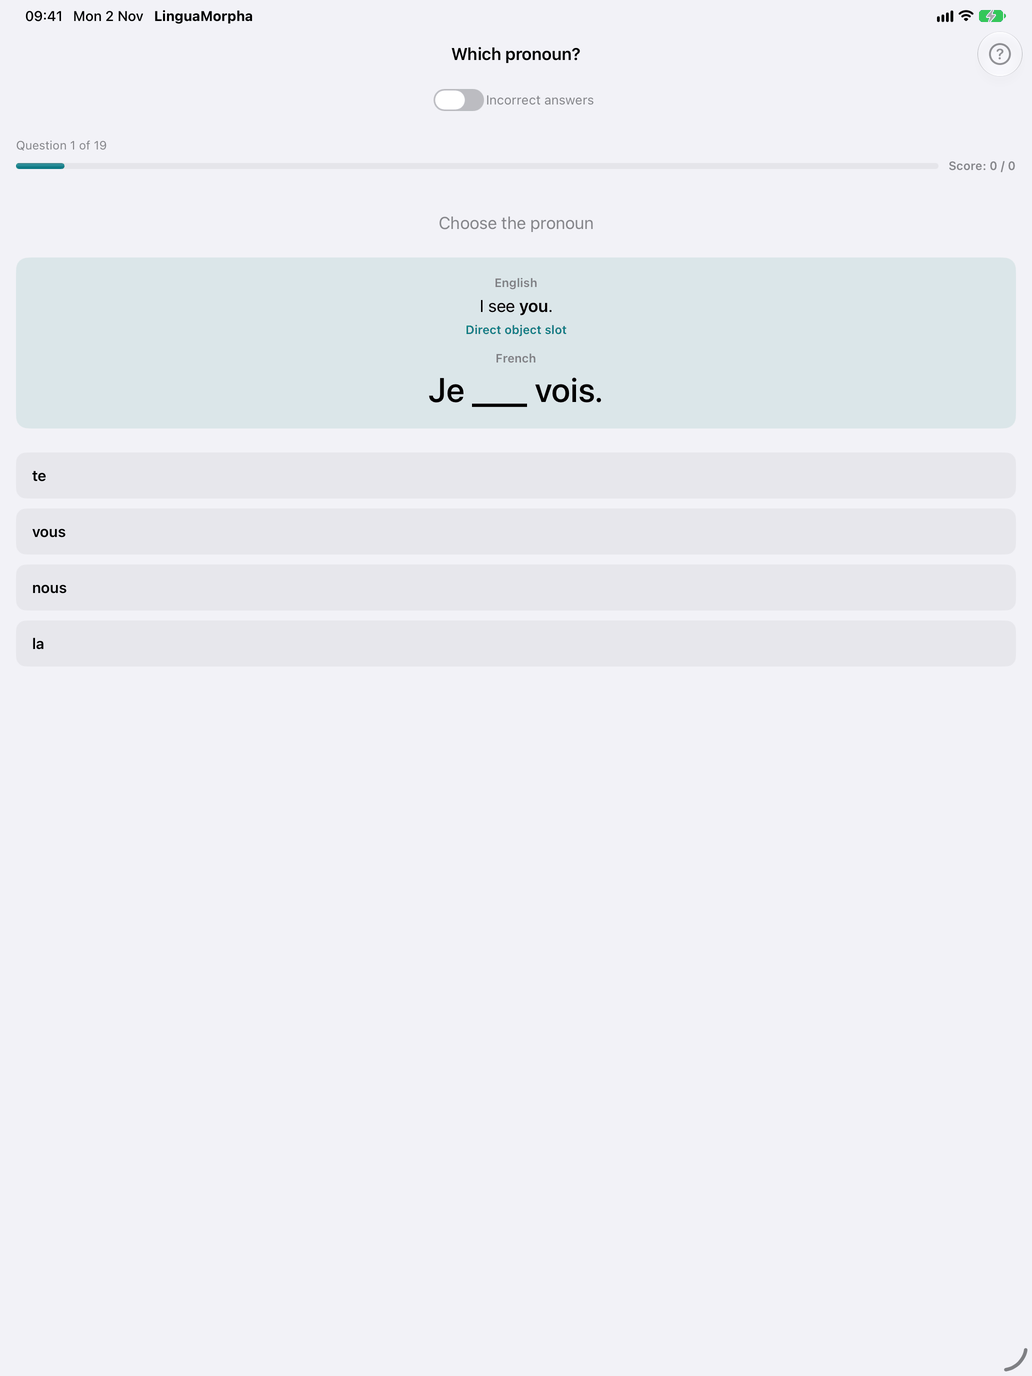 09:41 Mon 2 Nov LinguaMorpha
Which pronoun?
?
Incorrect answers
Question 1 of 19
Score: 0 / 0
Choose the pronoun
English
I see you.
Direct object slot
French
Je ____ vois.
te
vous
nous
la